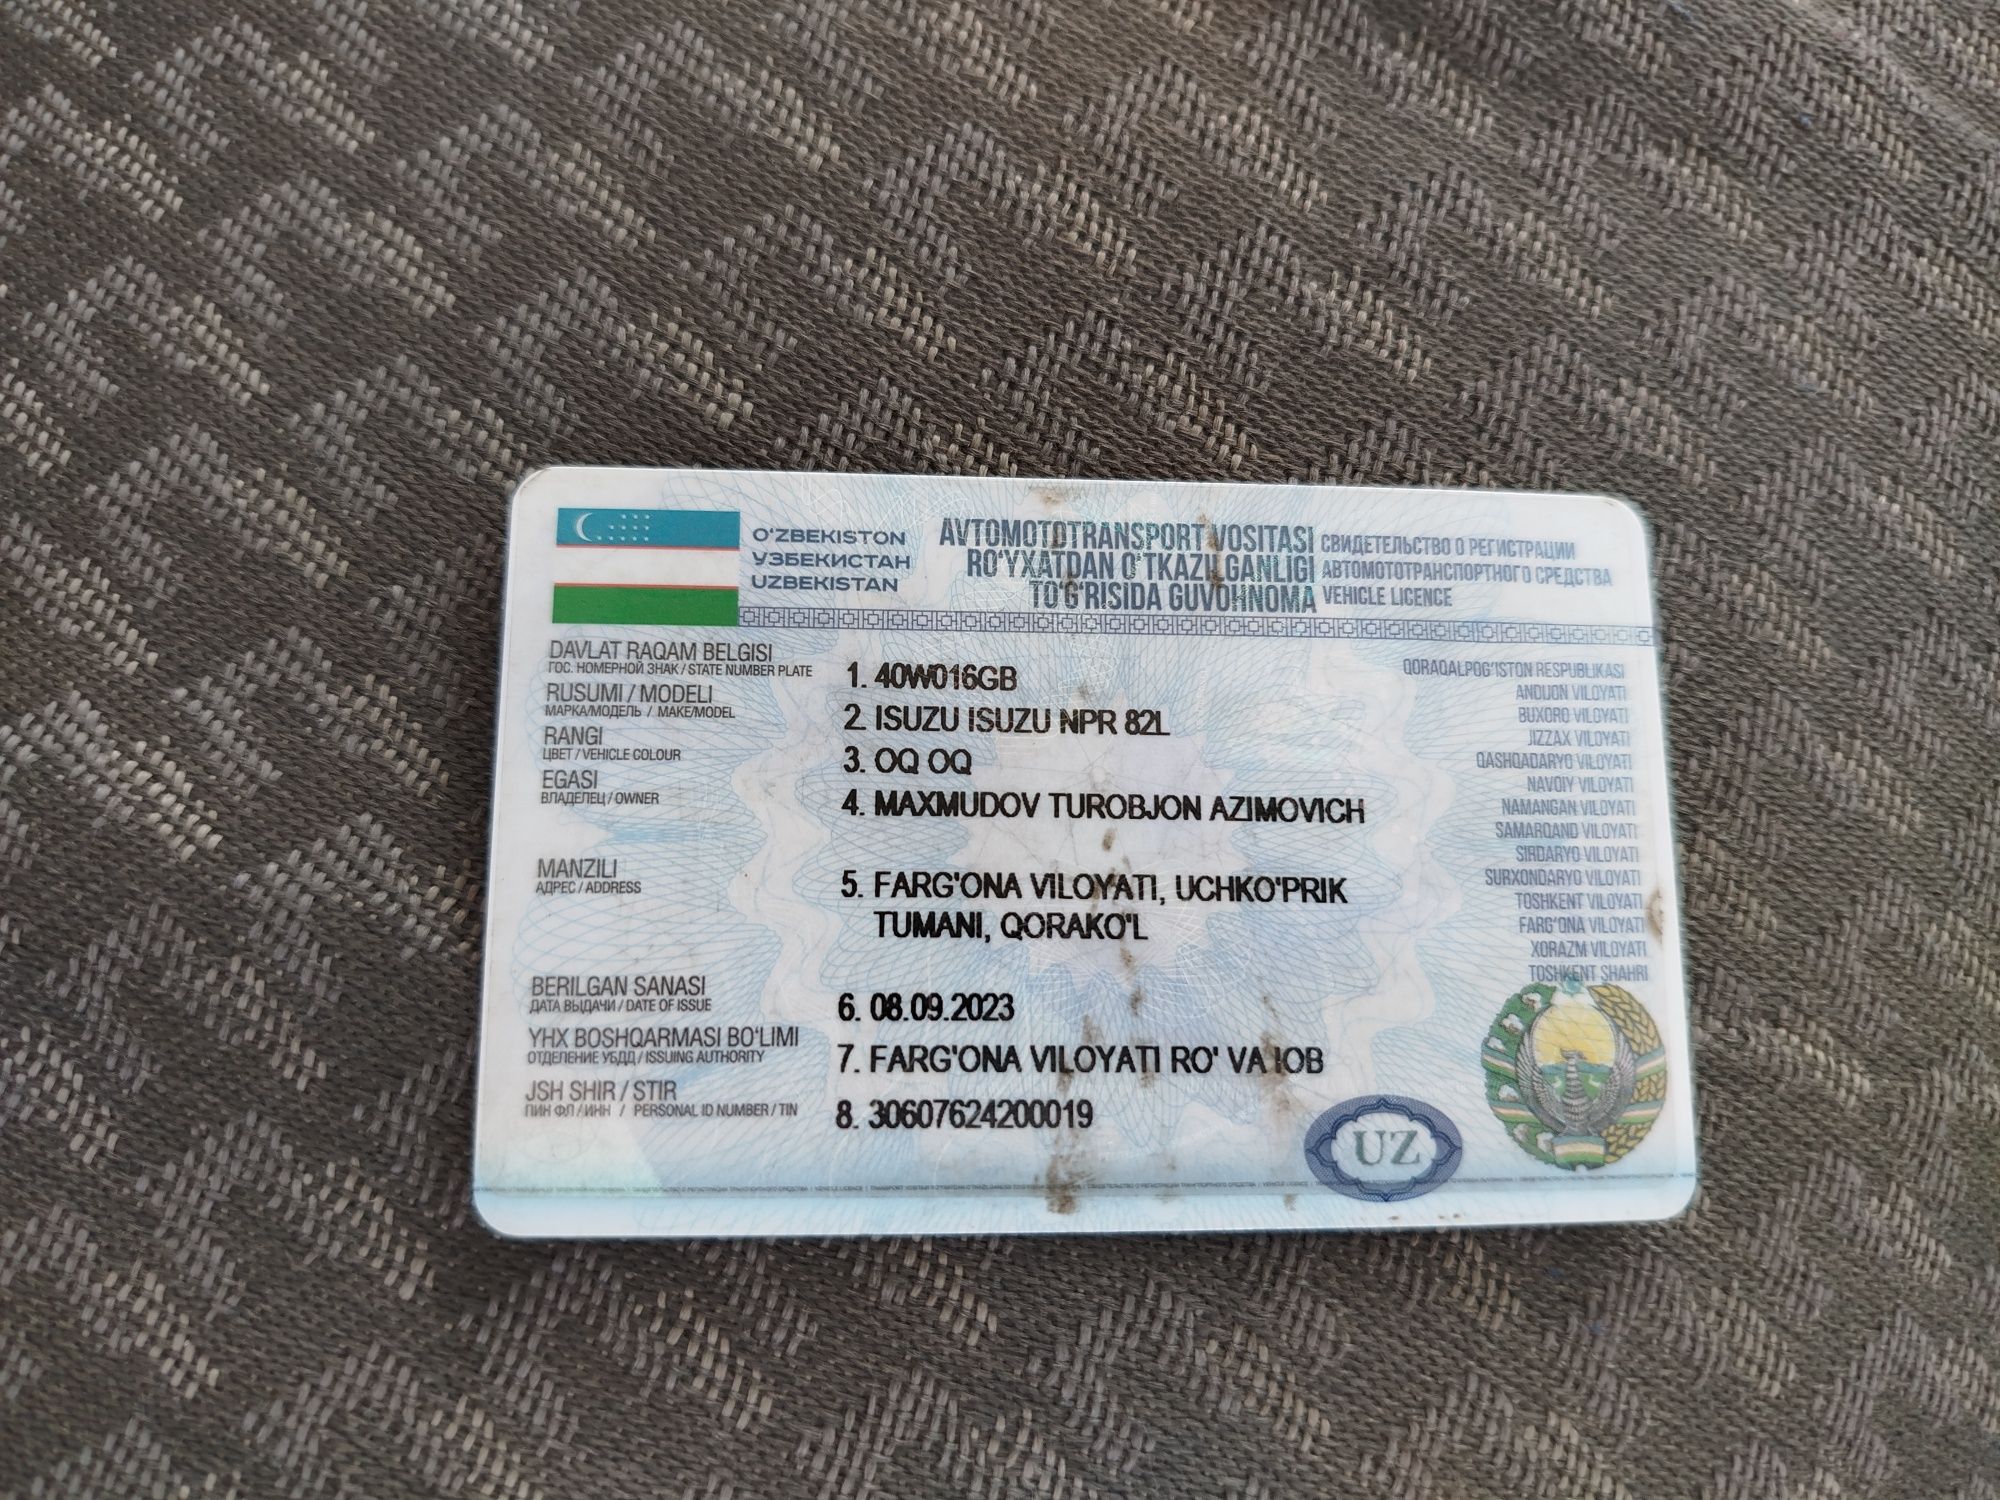 O'ZBEKISTON
УЗБЕКИСТАН
UZBEKISTAN
AVTOMOTOTRANSPORT VOSITASI
RO'YXATDAN O'TKAZILGANLIGI
TO'G'RISIDA GUVOHNOMA
СВИДЕТЕЛЬСТВО О РЕГИСТРАЦИИ
АВТОМОТОТРАНСПОРТНОГО СРЕДСТВА
VEHICLE LICENCE
DAVLAT RAQAM BELGISI
ГОС. НОМЕРНОЙ ЗНАК / STATE NUMBER PLATE
1. 40W016GB
RUSUMI / MODELI
МАРКА/МОДЕЛЬ / MAKE/MODEL
2. ISUZU ISUZU NPR 82L
RANGI
ЦВЕТ / VEHICLE COLOUR
3. OQ OQ
EGASI
ВЛАДЕЛЕЦ / OWNER
4. MAXMUDOV TUROBJON AZIMOVICH
MANZILI
АДРЕС / ADDRESS
5. FARG'ONA VILOYATI, UCHKO'PRIK
TUMANI, QORAKO'L
BERILGAN SANASI
ДАТА ВЫДАЧИ / DATE OF ISSUE
6. 08.09.2023
YHX BOSHQARMASI BO'LIMI
ОТДЕЛЕНИЕ УБДД / ISSUING AUTHORITY
7. FARG'ONA VILOYATI RO' VA IOB
JSH SHIR / STIR
ПИН ФЛ / ИНН / PERSONAL ID NUMBER / TIN
8. 30607624200019
QORAQALPOG'ISTON RESPUBLIKASI
ANDIJON VILOYATI
BUXORO VILOYATI
JIZZAX VILOYATI
QASHQADARYO VILOYATI
NAVOIY VILOYATI
NAMANGAN VILOYATI
SAMARQAND VILOYATI
SIRDARYO VILOYATI
SURXONDARYO VILOYATI
TOSHKENT VILOYATI
FARG'ONA VILOYATI
XORAZM VILOYATI
TOSHKENT SHAHRI
UZ